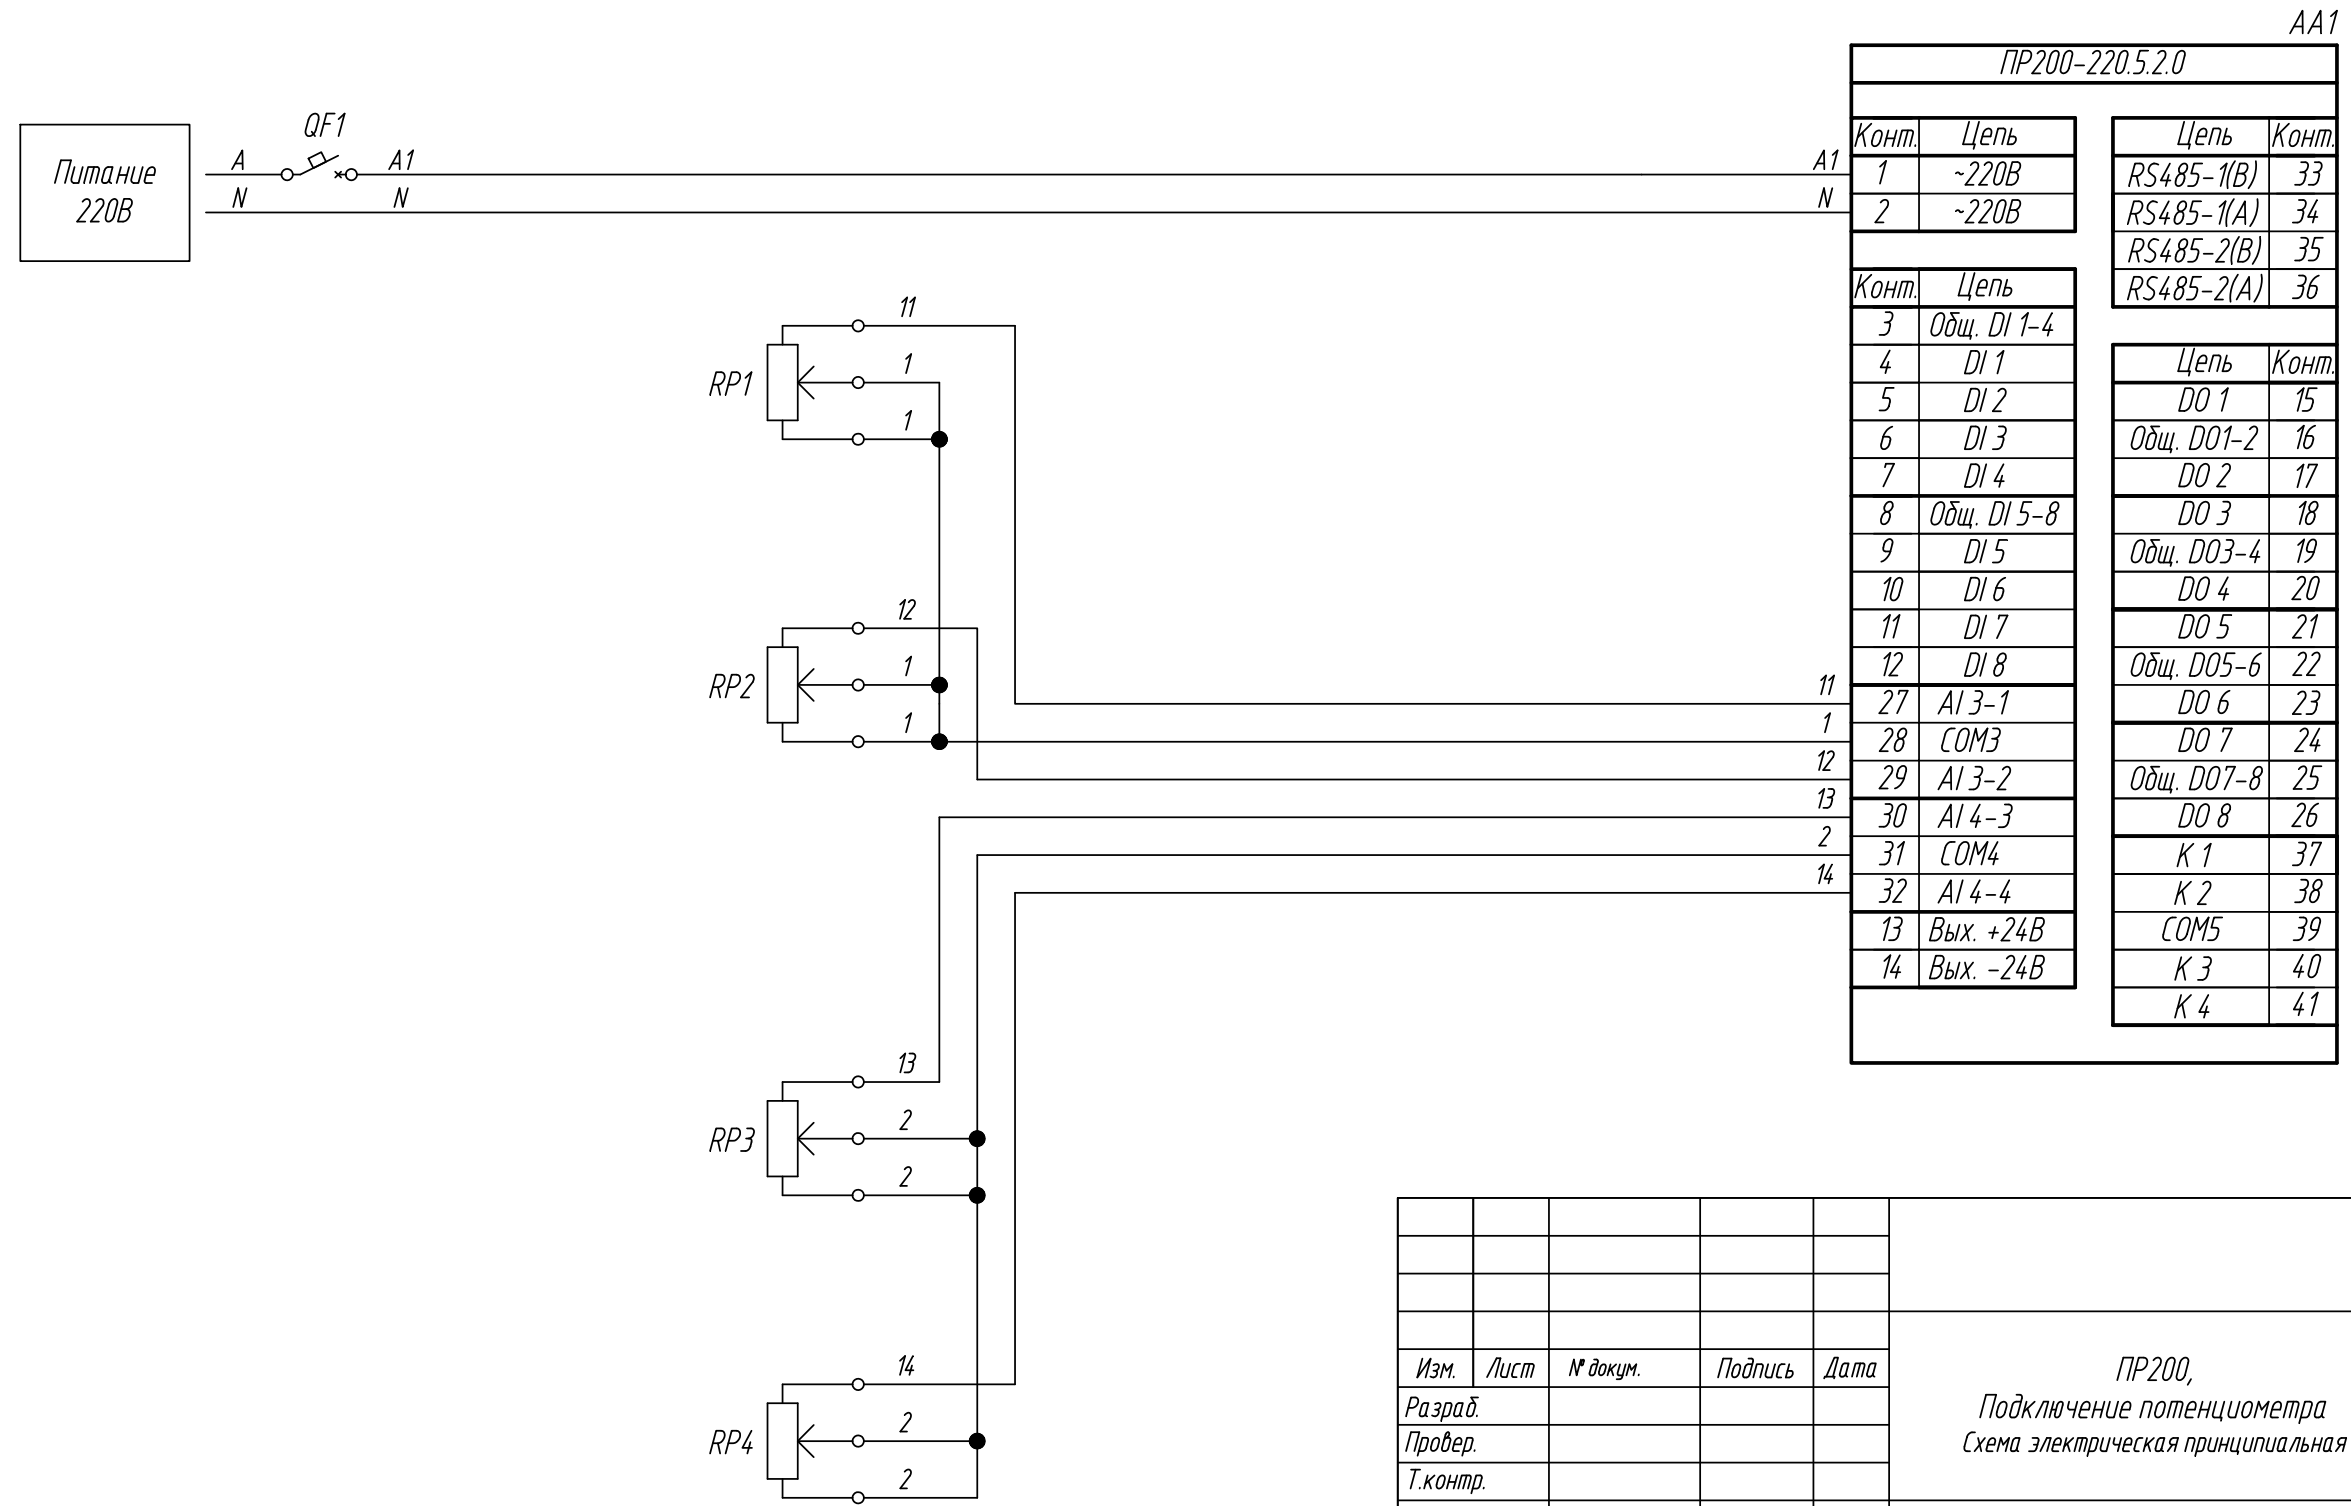 АА1
ПР200-220.5.2.0
Питание
220В
QF1
A
A1
N
N
A1
N
Конт. Цепь
1 ~220В
2 ~220В
Цепь Конт.
RS485-1(B) 33
RS485-1(A) 34
RS485-2(B) 35
RS485-2(A) 36
Конт. Цепь
3 Общ. DI 1-4
4 DI 1
5 DI 2
6 DI 3
7 DI 4
8 Общ. DI 5-8
9 DI 5
10 DI 6
11 DI 7
12 DI 8
27 AI 3-1
28 COM3
29 AI 3-2
30 AI 4-3
31 COM4
32 AI 4-4
13 Вых. +24В
14 Вых. -24В
Цепь Конт.
DO 1 15
Общ. DO1-2 16
DO 2 17
DO 3 18
Общ. DO3-4 19
DO 4 20
DO 5 21
Общ. DO5-6 22
DO 6 23
DO 7 24
Общ. DO7-8 25
DO 8 26
K 1 37
K 2 38
COM5 39
K 3 40
K 4 41
11
1
12
13
2
14
RP1
11
1
1
RP2
12
1
1
RP3
13
2
2
RP4
14
2
2
Изм. Лист № докум. Подпись Дата
Разраб.
Провер.
Т.контр.
ПР200,
Подключение потенциометра
Схема электрическая принципиальная